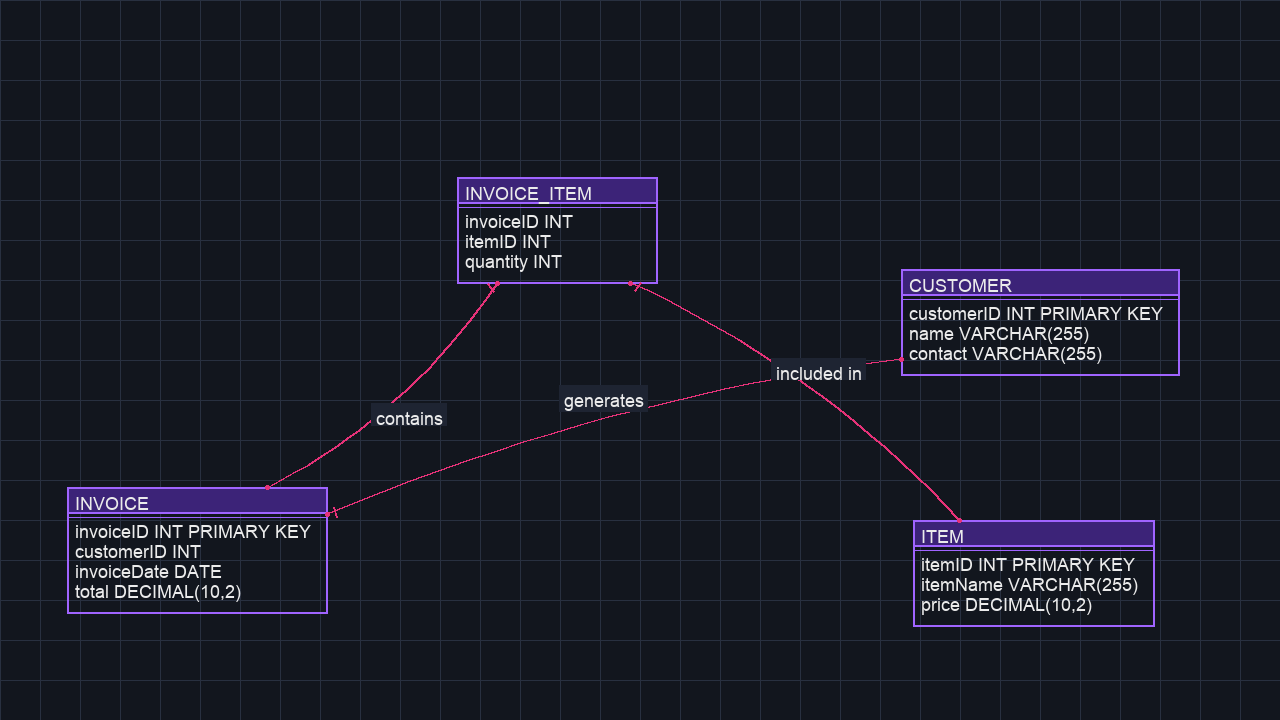 INVOICE_ITEM
invoiceID INT
itemID INT
quantity INT
CUSTOMER
customerID INT PRIMARY KEY
name VARCHAR(255)
contact VARCHAR(255)
included in
generates
contains
INVOICE
invoiceID INT PRIMARY KEY
customerID INT
invoiceDate DATE
total DECIMAL(10,2)
ITEM
itemID INT PRIMARY KEY
itemName VARCHAR(255)
price DECIMAL(10,2)